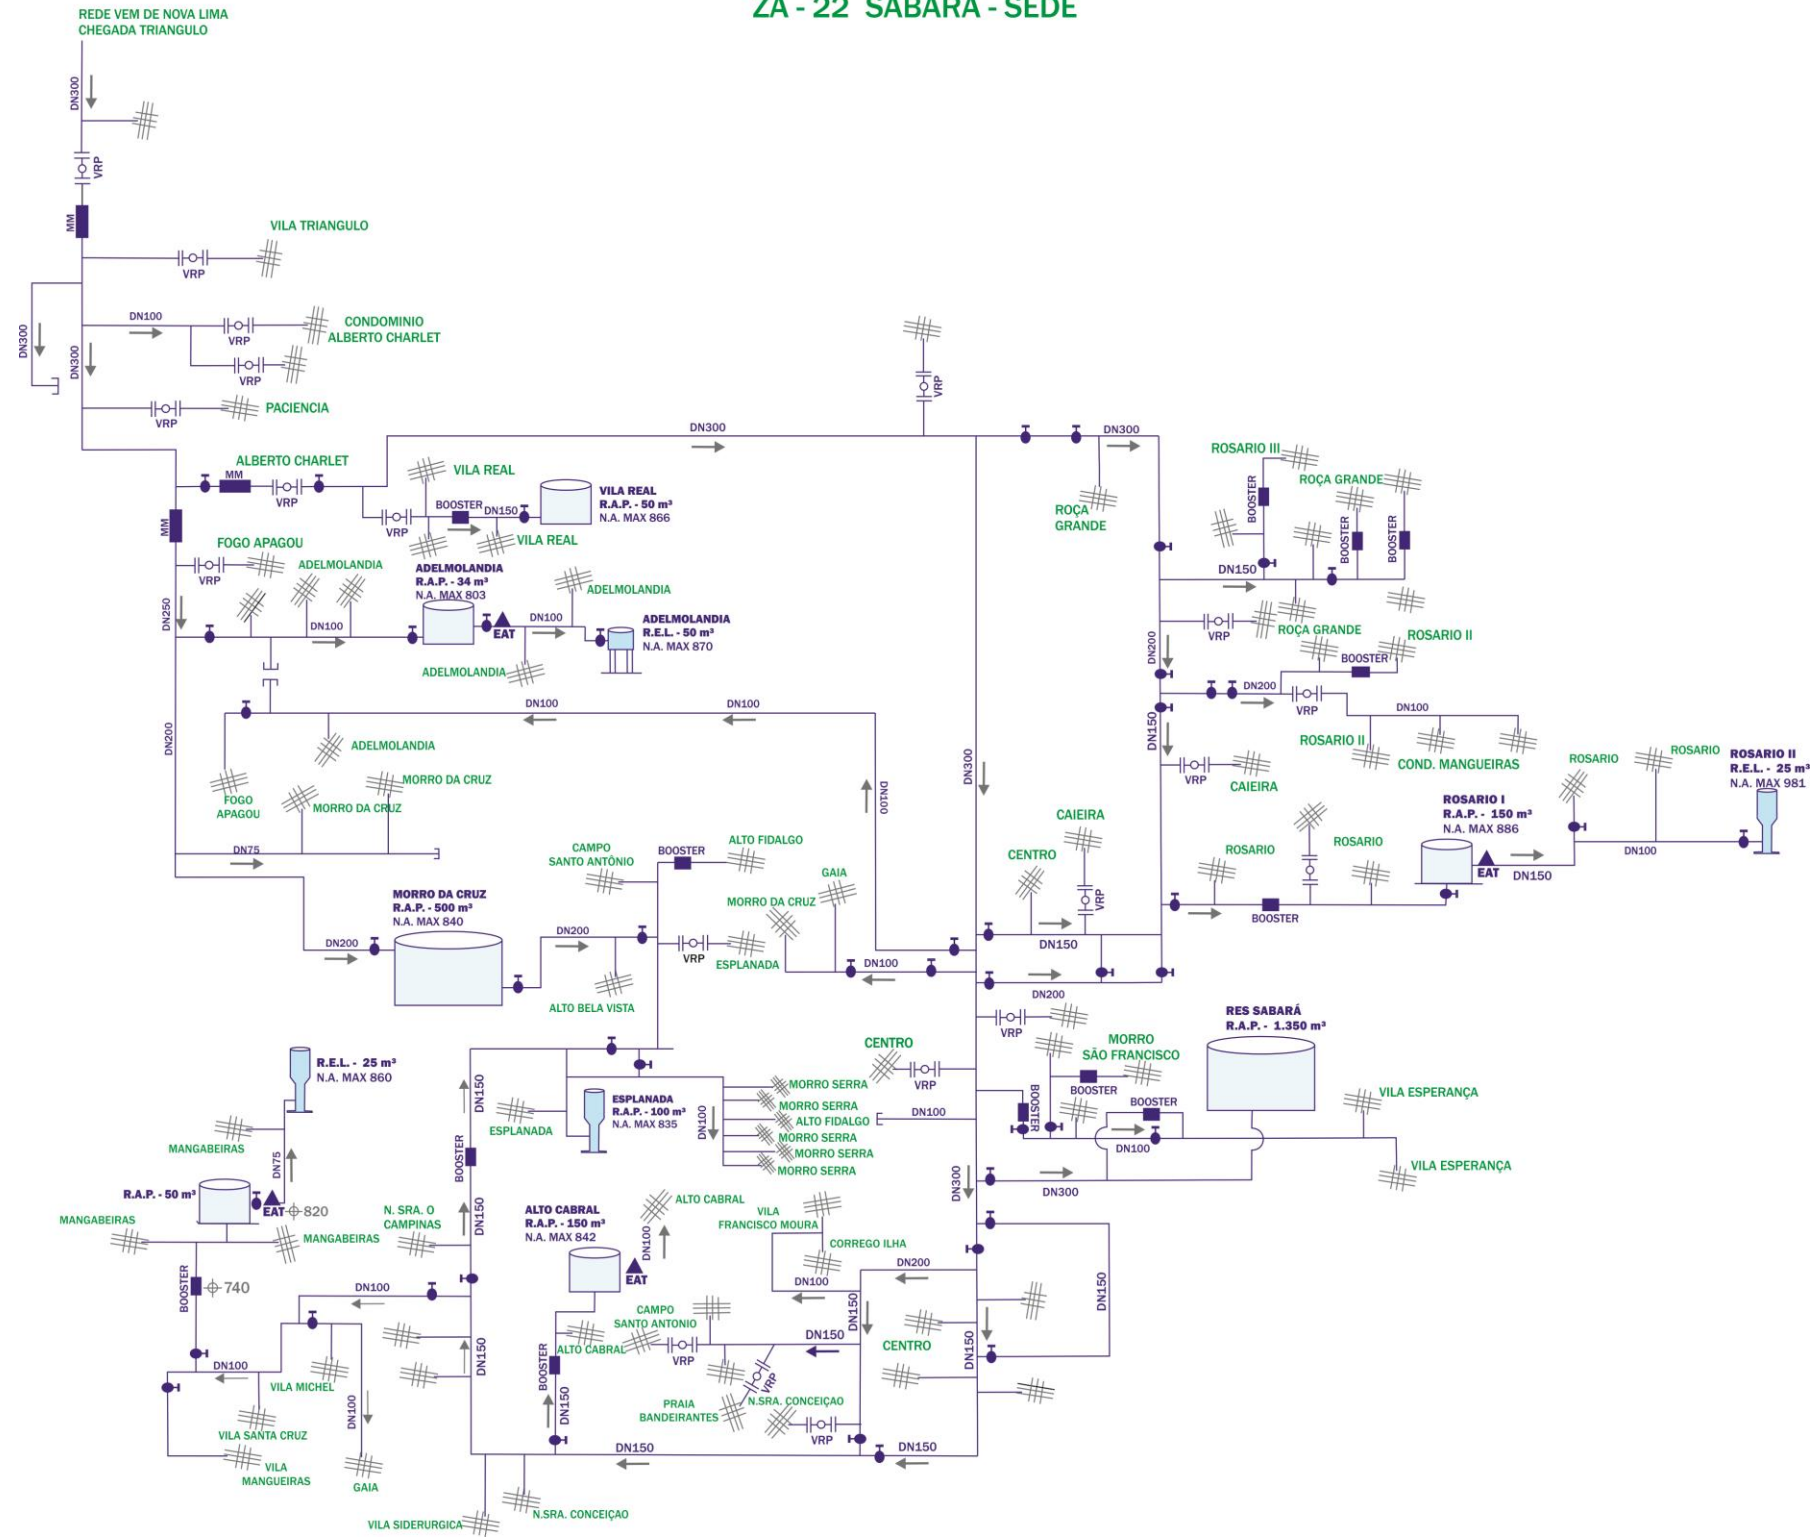 ZA - 22 SABARÁ - SEDE
REDE VEM DE NOVA LIMA
CHEGADA TRIANGULO
DN300
VRP
MM
VILA TRIANGULO
VRP
DN300
DN300
DN100
VRP
CONDOMINIO
ALBERTO CHARLET
VRP
PACIENCIA
VRP
VRP
DN300
DN300
ALBERTO CHARLET
MM
VRP
MM
VILA REAL
VRP
BOOSTER
DN150
VILA REAL
VILA REAL
R.A.P. - 50 m³
N.A. MAX 866
ROÇA
GRANDE
ROSARIO III
BOOSTER
ROÇA GRANDE
BOOSTER
BOOSTER
DN150
FOGO APAGOU
VRP
ADELMOLANDIA
DN250
DN100
ADELMOLANDIA
R.A.P. - 34 m³
N.A. MAX 803
EAT
DN100
ADELMOLANDIA
ADELMOLANDIA
ADELMOLANDIA
R.E.L. - 50 m³
N.A. MAX 870
VRP
ROÇA GRANDE
DN200
BOOSTER
ROSARIO II
DN200
VRP
DN100
ROSARIO II
COND. MANGUEIRAS
DN150
VRP
CAIEIRA
DN100
DN100
DN200
ADELMOLANDIA
FOGO
APAGOU
MORRO DA CRUZ
MORRO DA CRUZ
DN75
DN100
DN300
ROSARIO
ROSARIO
ROSARIO II
R.E.L. - 25 m³
N.A. MAX 981
ROSARIO I
R.A.P. - 150 m³
N.A. MAX 886
EAT
DN150
DN100
ROSARIO
ROSARIO
BOOSTER
CAIEIRA
CENTRO
VRP
DN150
DN200
MORRO DA CRUZ
R.A.P. - 500 m³
N.A. MAX 840
DN200
DN200
CAMPO
SANTO ANTÔNIO
BOOSTER
ALTO FIDALGO
GAIA
MORRO DA CRUZ
VRP
ESPLANADA
DN100
ALTO BELA VISTA
VRP
CENTRO
VRP
MORRO
SÃO FRANCISCO
BOOSTER
BOOSTER
BOOSTER
DN100
RES SABARÁ
R.A.P. - 1.350 m³
VILA ESPERANÇA
VILA ESPERANÇA
DN300
DN300
DN100
R.E.L. - 25 m³
N.A. MAX 860
MANGABEIRAS
DN75
R.A.P. - 50 m³
EAT
820
MANGABEIRAS
MANGABEIRAS
BOOSTER
740
DN150
BOOSTER
DN150
ESPLANADA
ESPLANADA
R.A.P. - 100 m³
N.A. MAX 835
DN100
MORRO SERRA
MORRO SERRA
ALTO FIDALGO
MORRO SERRA
MORRO SERRA
MORRO SERRA
N. SRA. O
CAMPINAS
DN100
DN150
DN100
VILA MICHEL
VILA SANTA CRUZ
VILA
MANGUEIRAS
DN100
GAIA
ALTO CABRAL
R.A.P. - 150 m³
N.A. MAX 842
EAT
DN100
ALTO CABRAL
ALTO CABRAL
BOOSTER
DN150
VILA
FRANCISCO MOURA
CORREGO ILHA
DN200
DN100
DN150
CAMPO
SANTO ANTONIO
VRP
DN150
VRP
PRAIA
BANDEIRANTES
N.SRA. CONCEIÇAO
VRP
CENTRO
DN150
DN150
DN150
DN150
VILA SIDERURGICA
N.SRA. CONCEIÇAO